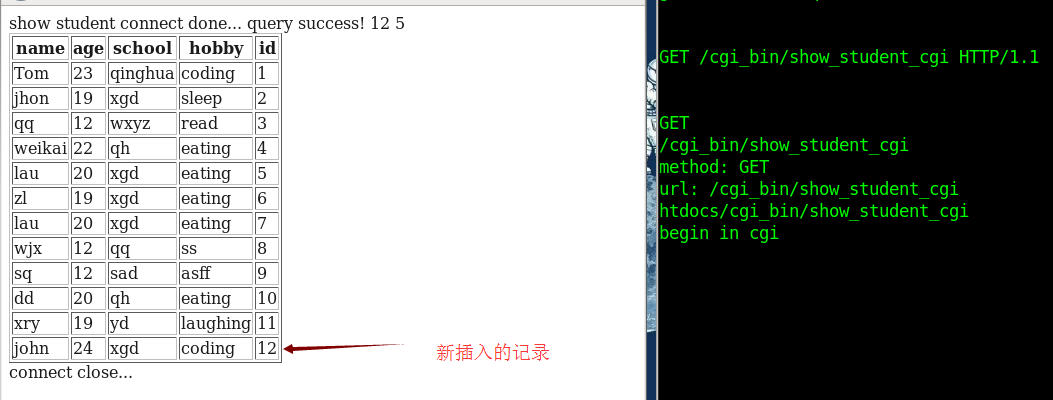 show student connect done... query success! 12 5
name age school hobby id
Tom 23 qinghua coding 1
jhon 19 xgd sleep 2
qq 12 wxyz read 3
weikai 22 qh eating 4
lau 20 xgd eating 5
zl 19 xgd eating 6
lau 20 xgd eating 7
wjx 12 qq ss 8
sq 12 sad asff 9
dd 20 qh eating 10
xry 19 yd laughing 11
john 24 xgd coding 12
新插入的记录
connect close...
GET /cgi_bin/show_student_cgi HTTP/1.1
GET
/cgi_bin/show_student_cgi
method: GET
url: /cgi_bin/show_student_cgi
htdocs/cgi_bin/show_student_cgi
begin in cgi